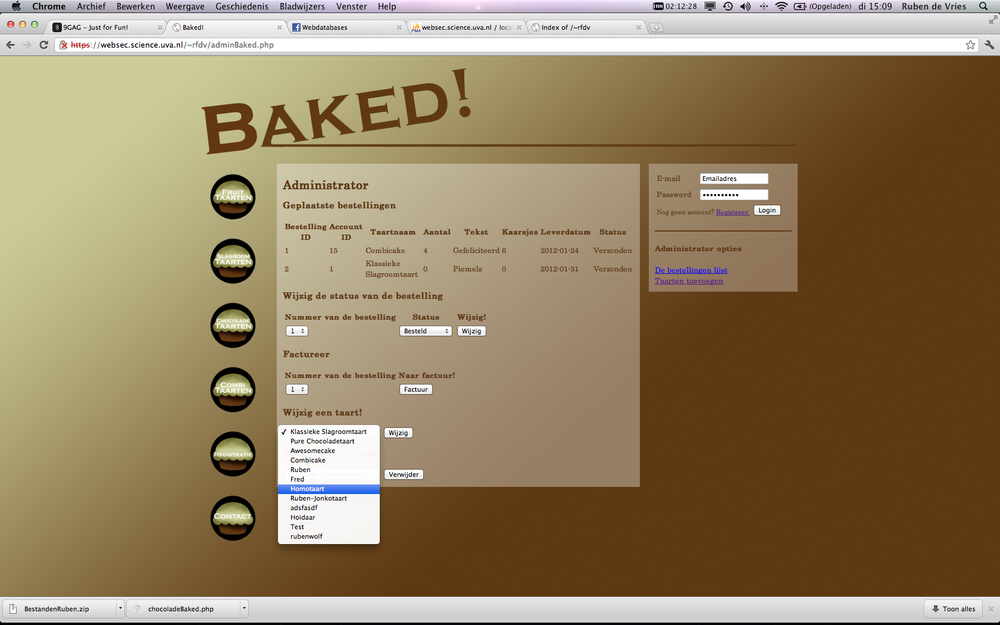 Chrome Archief Bewerken Weergave Geschiedenis Bladwijzers Venster Help 02:12:28 (Opgeladen) di 15:09 Ruben de Vries
9GAG - Just for Fun! Baked! Webdatabases websec.science.uva.nl / local Index of /~rfdv
https://websec.science.uva.nl/~rfdv/adminBaked.php
BAKED!
FRUIT
TAARTEN
SLAGROOM
TAARTEN
CHOCOLADE
TAARTEN
COMBI
TAARTEN
REGISTRATIE
CONTACT
Administrator
Geplaatste bestellingen
Bestelling ID Account ID Taartnaam Aantal Tekst Kaarsjes Leverdatum Status
1 15 Combicake 4 Gefeliciteerd 6 2012-01-24 Verzonden
2 1 Klassieke Slagroomtaart 0 Piemels 0 2012-01-31 Verzonden
Wijzig de status van de bestelling
Nummer van de bestelling Status Wijzig!
1 Besteld Wijzig
Factureer
Nummer van de bestelling Naar factuur!
1 Factuur
Wijzig een taart!
✓ Klassieke Slagroomtaart Wijzig
Pure Chocoladetaart
Awesomecake
Combicake
Ruben
Fred Verwijder
Homotaart
Ruben-Jonkotaart
adsfasdf
Hoidaar
Test
rubenwolf
E-mail Emailadres
Password ••••••••••
Nog geen account? Registreer Login
Administrator opties
De bestellingen lijst
Taarten toevoegen
BestandenRuben.zip chocoladeBaked.php Toon alles